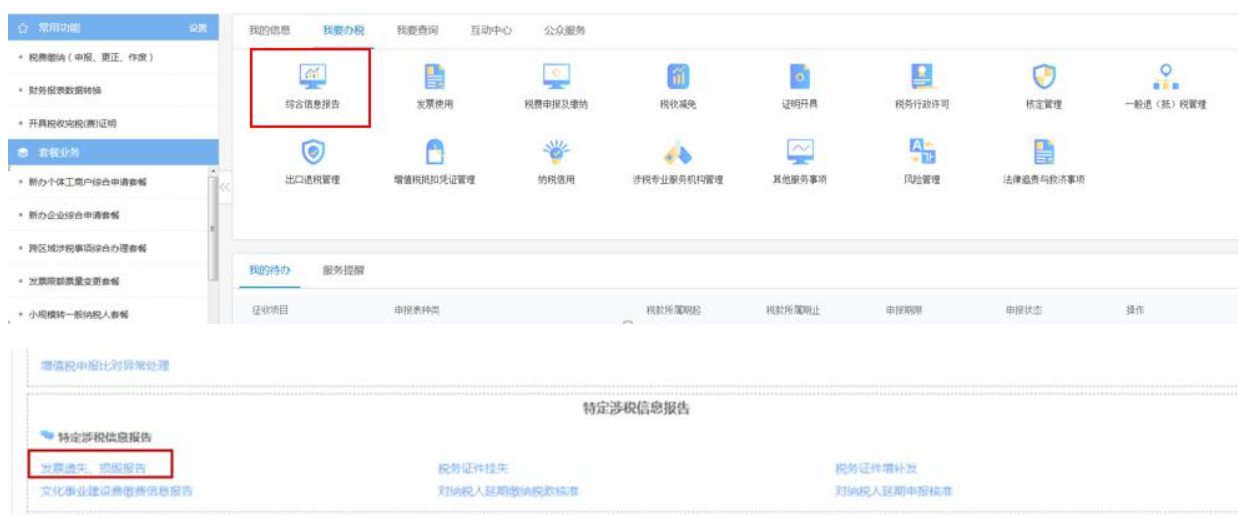 常用功能 设置
税费缴纳（申报、更正、作废）
财务报表数据转换
开具税收完税(费)证明
套餐业务
新办个体工商户综合申请套餐
新办企业综合申请套餐
跨区域涉税事项综合办理套餐
发票限额票量变更套餐
小规模转一般纳税人套餐
我的信息 我要办税 我要查询 互动中心 公众服务
综合信息报告 发票使用 税费申报及缴纳 税收减免 证明开具 税务行政许可 核定管理 一般退（抵）税管理
出口退税管理 增值税抵扣凭证管理 纳税信用 涉税专业服务机构管理 其他服务事项 风险管理 法律追责与救济事项
我的待办 服务提醒
征收项目 申报表种类 税款所属期起 税款所属期止 申报期限 申报状态 操作
增值税申报比对异常处理
特定涉税信息报告
特定涉税信息报告
发票遗失、损毁报告 税务证件挂失 税务证件增补发
文化事业建设费缴费信息报告 对纳税人延期缴纳税款核准 对纳税人延期申报核准